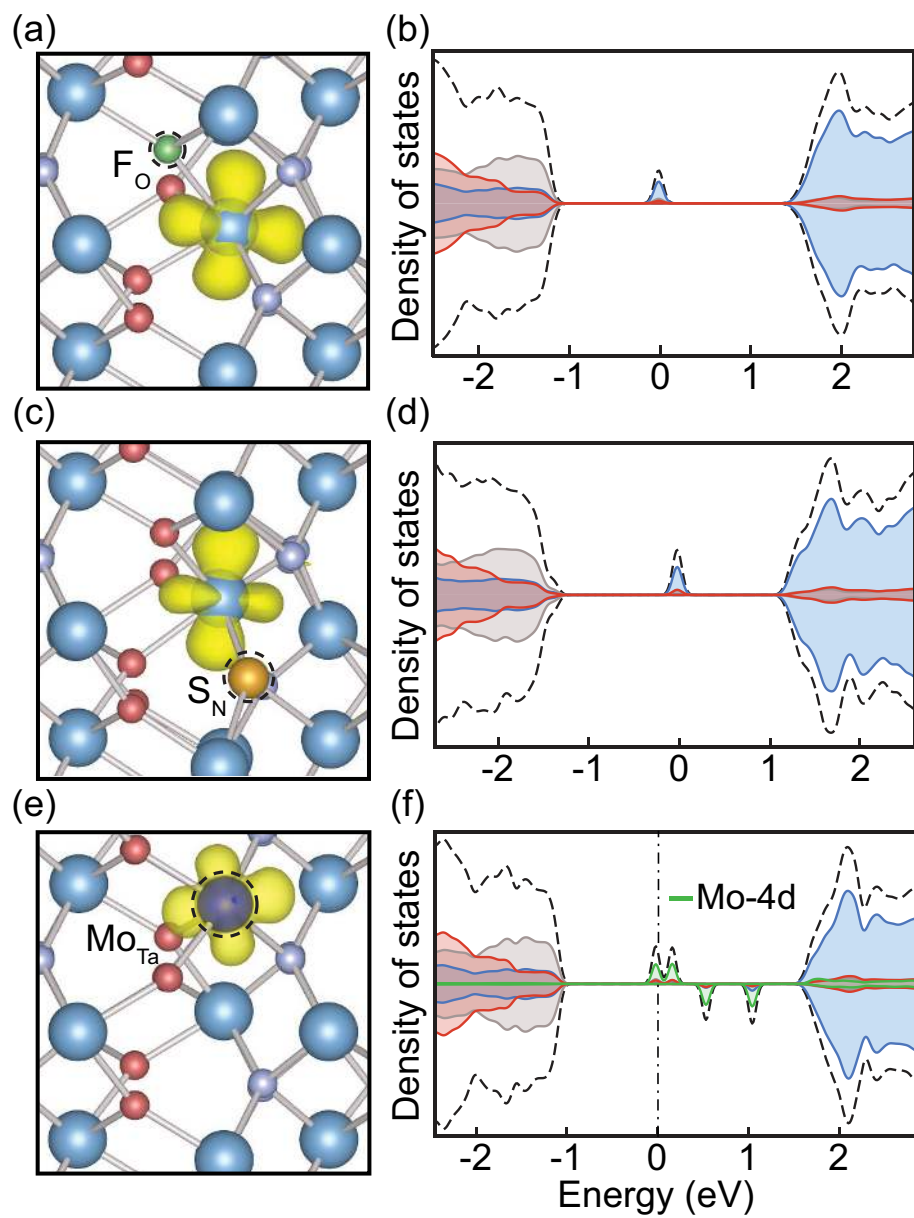 (a)
F_O
(b)
Density of states
-2 -1 0 1 2
(c)
S_N
(d)
Density of states
-2 -1 0 1 2
(e)
Mo_Ta
(f)
Mo-4d
Density of states
-2 -1 0 1 2
Energy (eV)